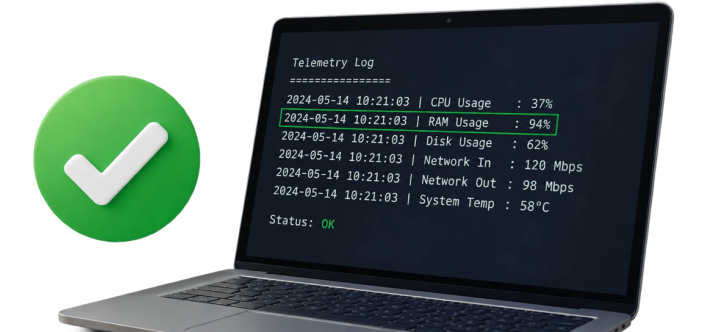 Telemetry Log
================
2024-05-14 10:21:03 | CPU Usage   : 37%
2024-05-14 10:21:03 | RAM Usage   : 94%
2024-05-14 10:21:03 | Disk Usage  : 62%
2024-05-14 10:21:03 | Network In  : 120 Mbps
2024-05-14 10:21:03 | Network Out : 98 Mbps
2024-05-14 10:21:03 | System Temp : 58°C
Status: OK